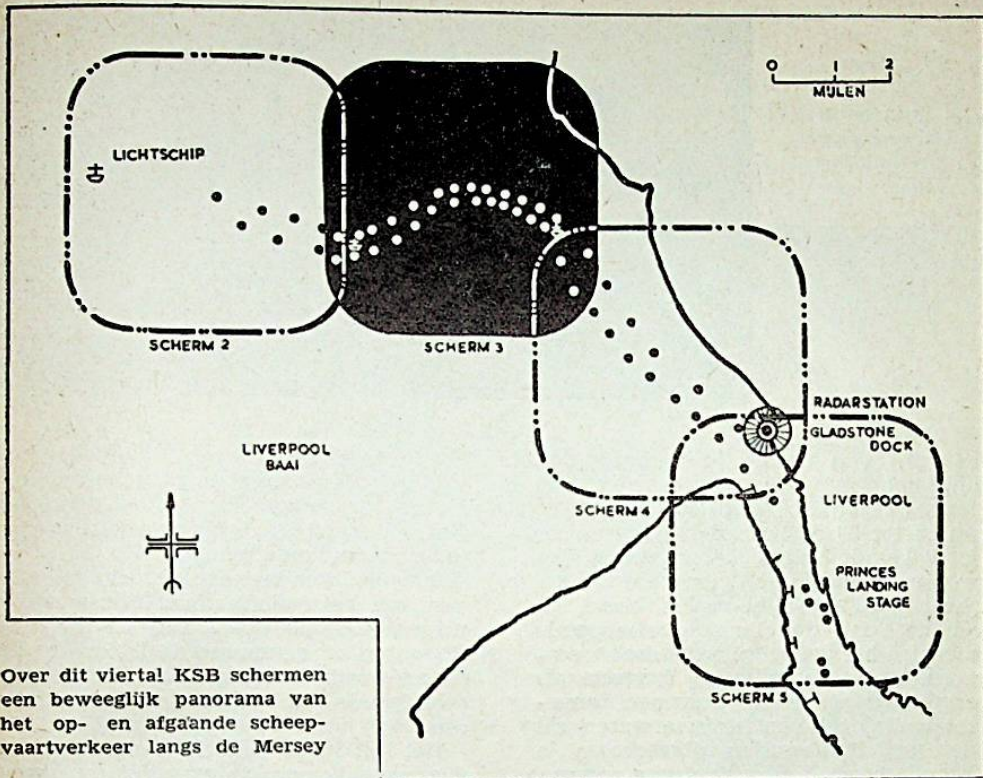 0 1 2
MIJLEN
LICHTSCHIP
SCHERM 2
SCHERM 3
RADARSTATION
GLADSTONE
DOCK
LIVERPOOL
BAAI
LIVERPOOL
SCHERM 4
PRINCES
LANDING
STAGE
SCHERM 5
Over dit viertal KSB schermen
een beweeglijk panorama van
het op- en afgaande scheep-
vaartverkeer langs de Mersey